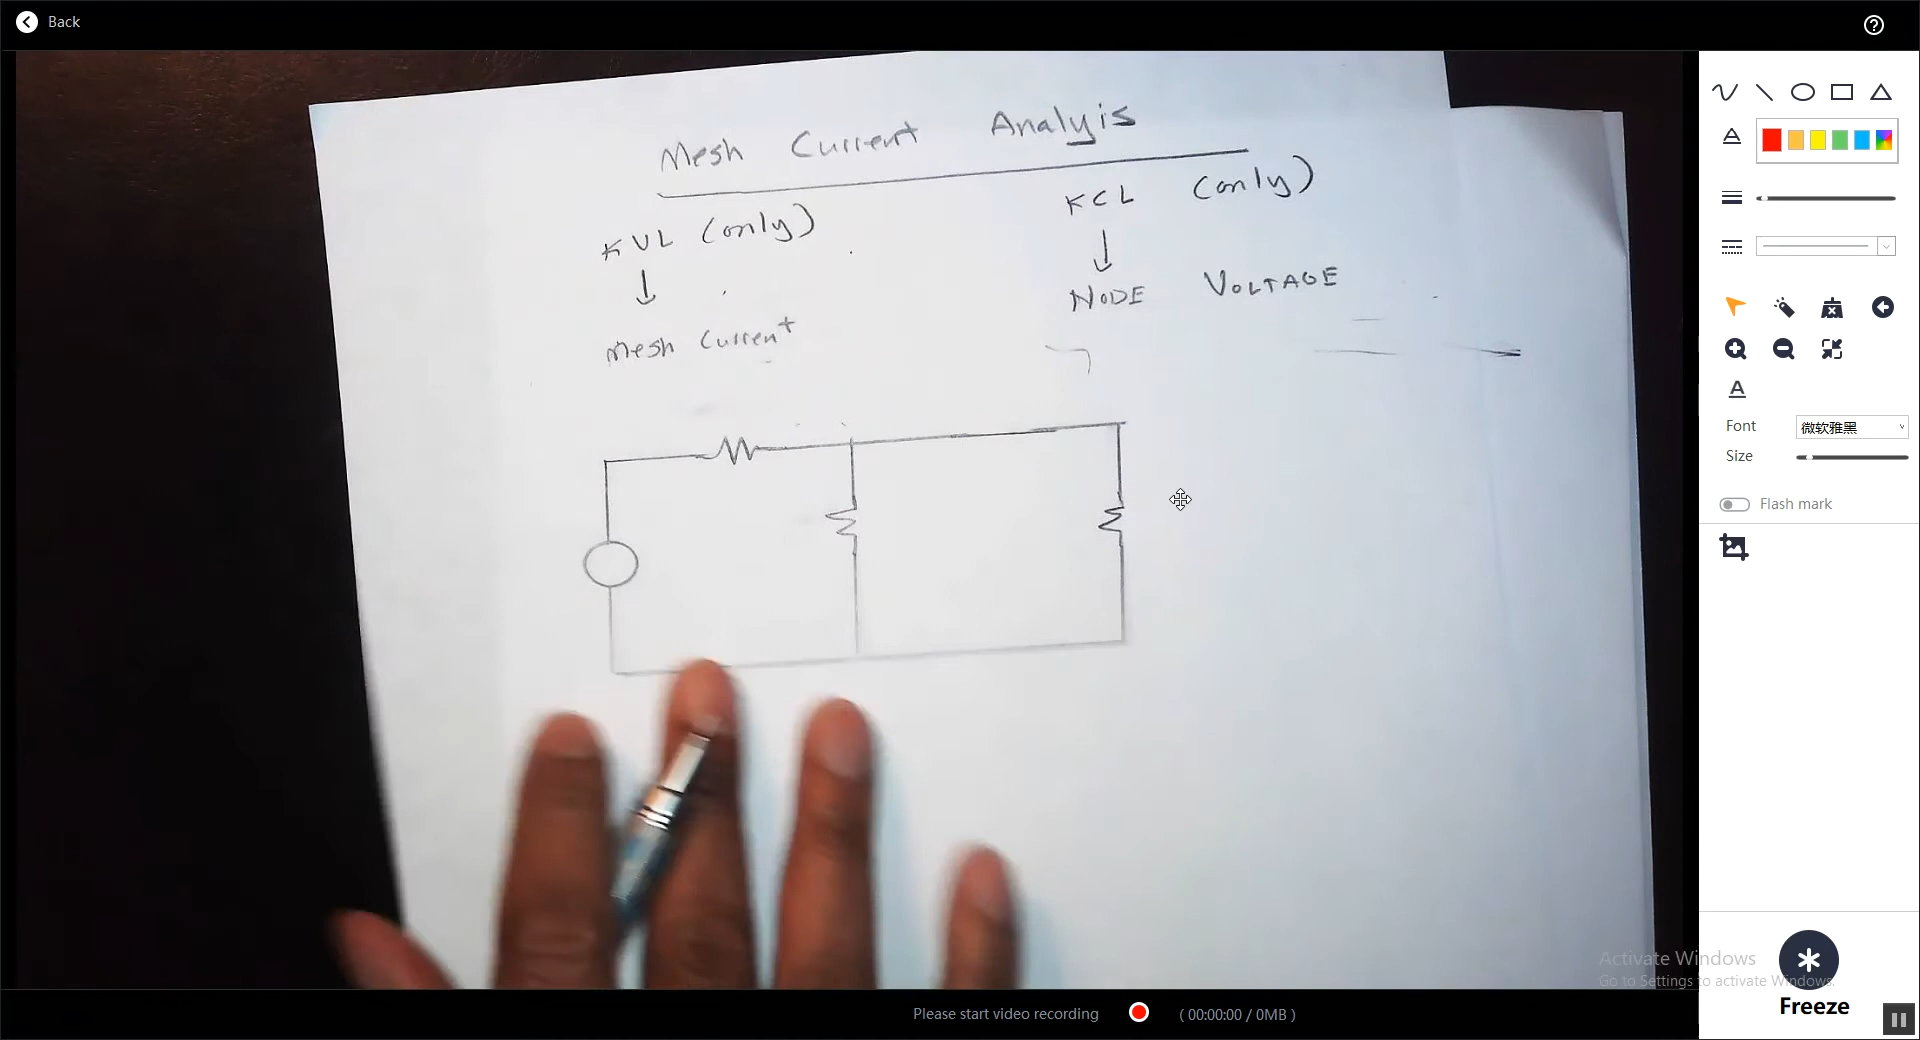 Back
Mesh Current Analyis
KVL (only)
KCL (only)
NODE VOLTAGE
Mesh Current
Font
微软雅黑
Size
Flash mark
Activate Windows
Go to Settings to activate Windows.
Freeze
Please start video recording
( 00:00:00 / 0MB )